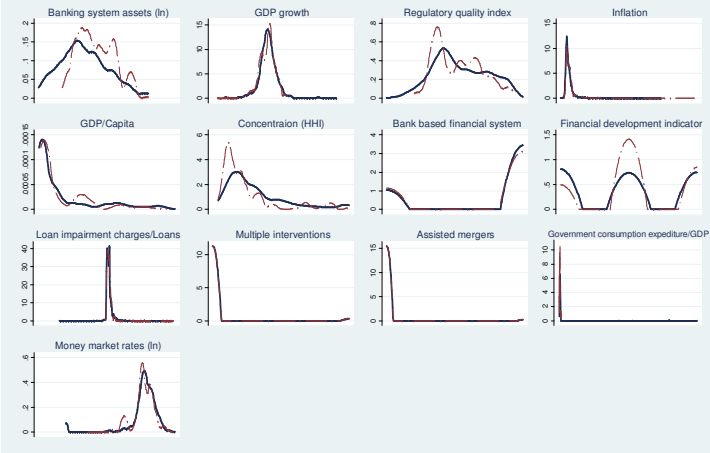 Banking system assets (ln)
GDP growth
Regulatory quality index
Inflation
0 .05 .1 .15 .2
0 5 10 15
0 .2 .4 .6 .8
0 5 10 15
GDP/Capita
Concentraion (HHI)
Bank based financial system
Financial development indicator
0 .00005 .0001 .00015
0 2 4 6
0 1 2 3 4
0 .5 1 1.5
Loan impairment charges/Loans
Multiple interventions
Assisted mergers
Government consumption expediture/GDP
0 10 20 30 40
0 5 10
0 5 10 15
0 2 4 6 8 10
Money market rates (ln)
0 .2 .4 .6